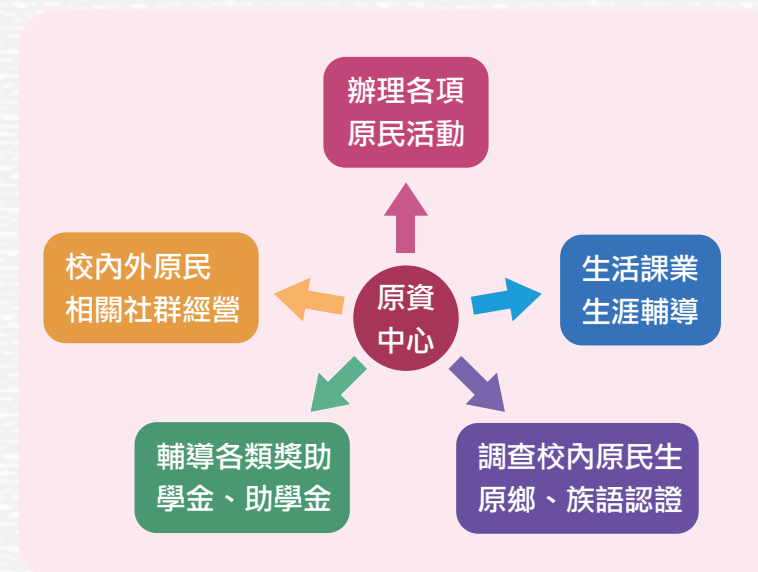 辦理各項
原民活動
校內外原民
相關社群經營
原資
中心
生活課業
生涯輔導
輔導各類獎助
學金、助學金
調查校內原民生
原鄉、族語認證